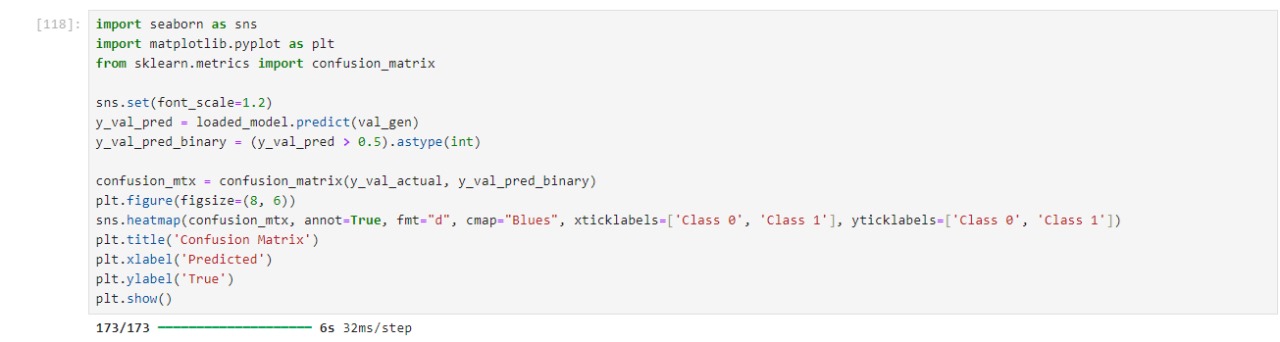 [118]: import seaborn as sns
import matplotlib.pyplot as plt
from sklearn.metrics import confusion_matrix
sns.set(font_scale=1.2)
y_val_pred = loaded_model.predict(val_gen)
y_val_pred_binary = (y_val_pred > 0.5).astype(int)
confusion_mtx = confusion_matrix(y_val_actual, y_val_pred_binary)
plt.figure(figsize=(8, 6))
sns.heatmap(confusion_mtx, annot=True, fmt="d", cmap="Blues", xticklabels=['Class 0', 'Class 1'], yticklabels=['Class 0', 'Class 1'])
plt.title('Confusion Matrix')
plt.xlabel('Predicted')
plt.ylabel('True')
plt.show()
173/173 ━━━━━━━━━━━━━━━━━━━━ 6s 32ms/step